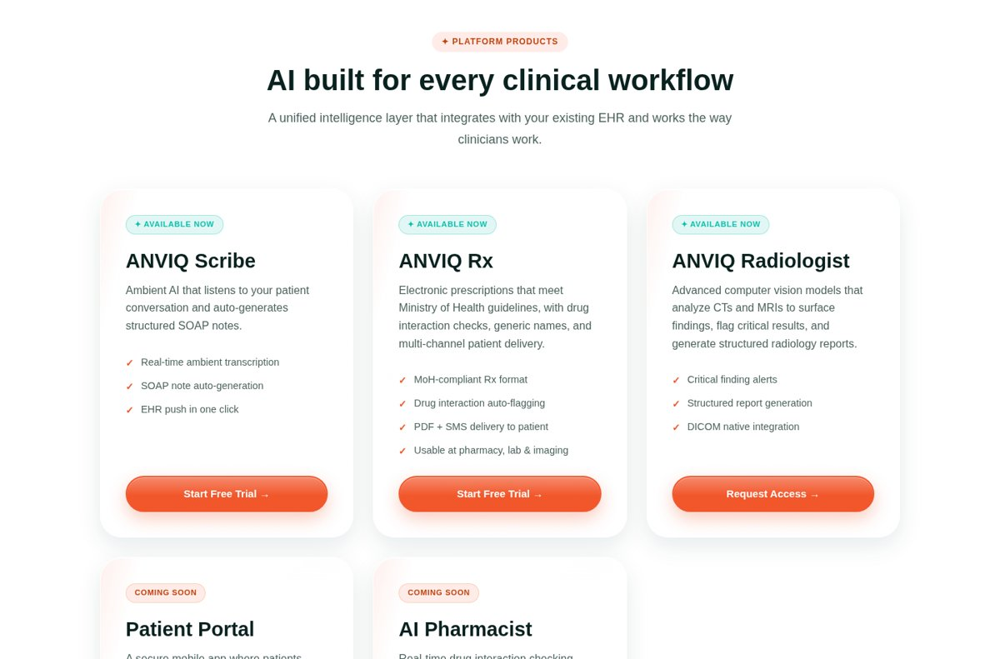 ✦ PLATFORM PRODUCTS
AI built for every clinical workflow
A unified intelligence layer that integrates with your existing EHR and works the way
clinicians work.
✦ AVAILABLE NOW
ANVIQ Scribe
Ambient AI that listens to your patient
conversation and auto-generates
structured SOAP notes.
✓ Real-time ambient transcription
✓ SOAP note auto-generation
✓ EHR push in one click
Start Free Trial →
✦ AVAILABLE NOW
ANVIQ Rx
Electronic prescriptions that meet
Ministry of Health guidelines, with drug
interaction checks, generic names, and
multi-channel patient delivery.
✓ MoH-compliant Rx format
✓ Drug interaction auto-flagging
✓ PDF + SMS delivery to patient
✓ Usable at pharmacy, lab & imaging
Start Free Trial →
✦ AVAILABLE NOW
ANVIQ Radiologist
Advanced computer vision models that
analyze CTs and MRIs to surface
findings, flag critical results, and
generate structured radiology reports.
✓ Critical finding alerts
✓ Structured report generation
✓ DICOM native integration
Request Access →
COMING SOON
Patient Portal
A secure mobile app where patients
COMING SOON
AI Pharmacist
Real-time drug interaction checking